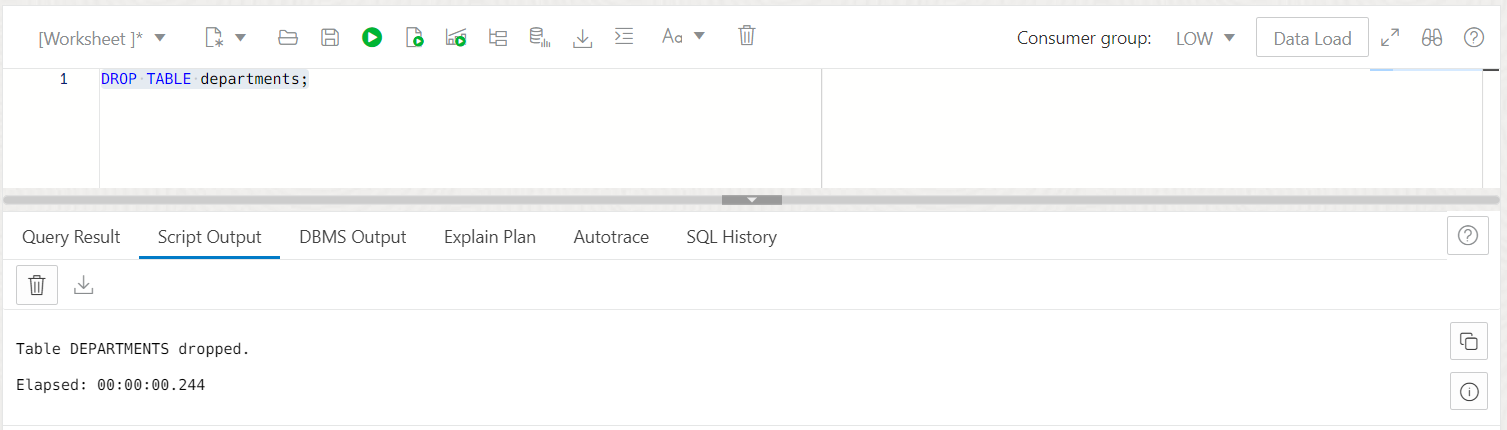 [Worksheet ]* Aa Consumer group: LOW Data Load
1 DROP TABLE departments;
Query Result Script Output DBMS Output Explain Plan Autotrace SQL History
Table DEPARTMENTS dropped.
Elapsed: 00:00:00.244